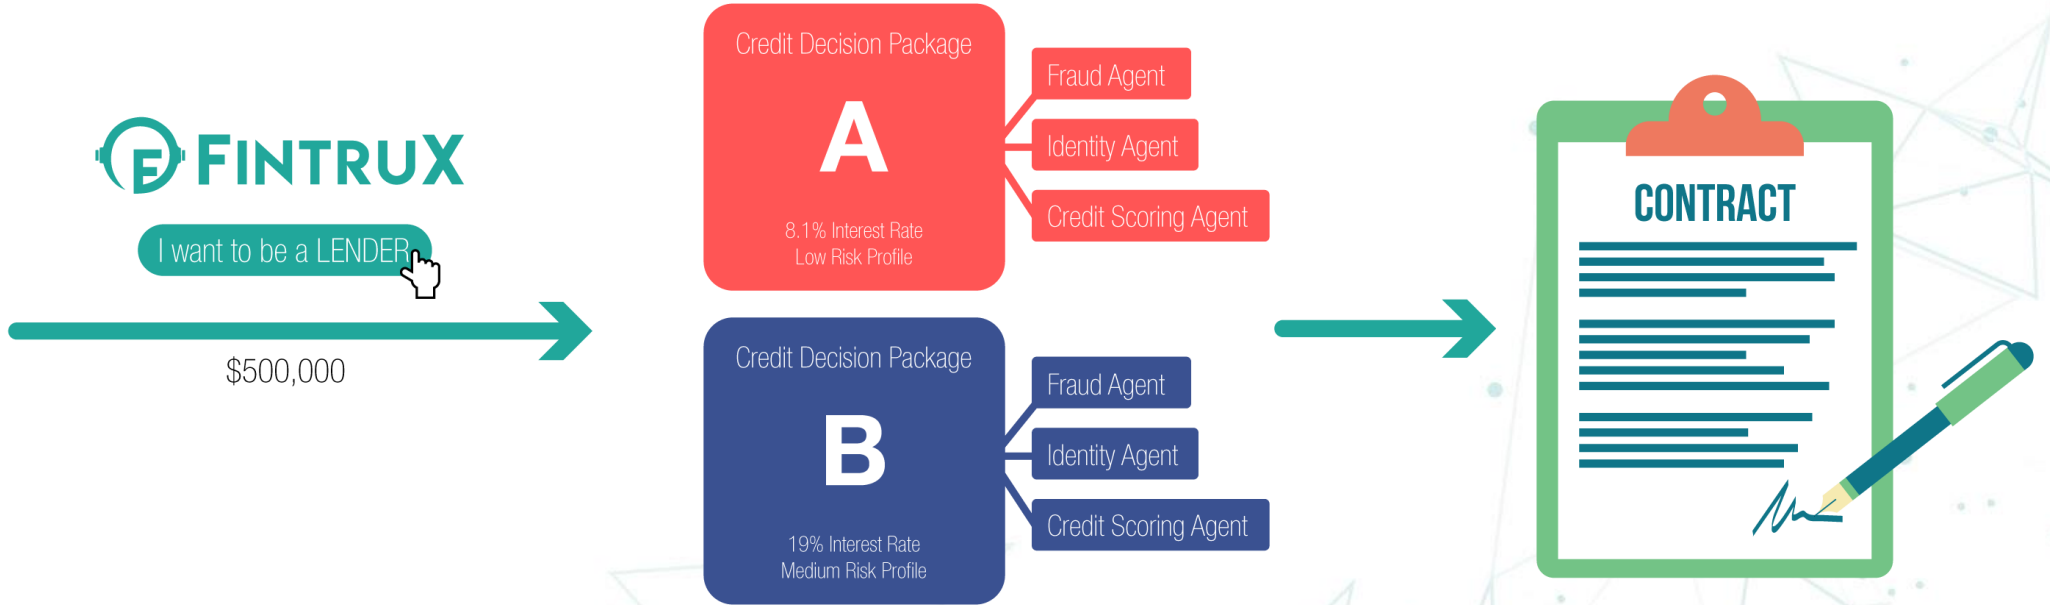 FINTRUX
I want to be a LENDER
$500,000
Credit Decision Package
A
8.1% Interest Rate
Low Risk Profile
Fraud Agent
Identity Agent
Credit Scoring Agent
Credit Decision Package
B
19% Interest Rate
Medium Risk Profile
Fraud Agent
Identity Agent
Credit Scoring Agent
CONTRACT